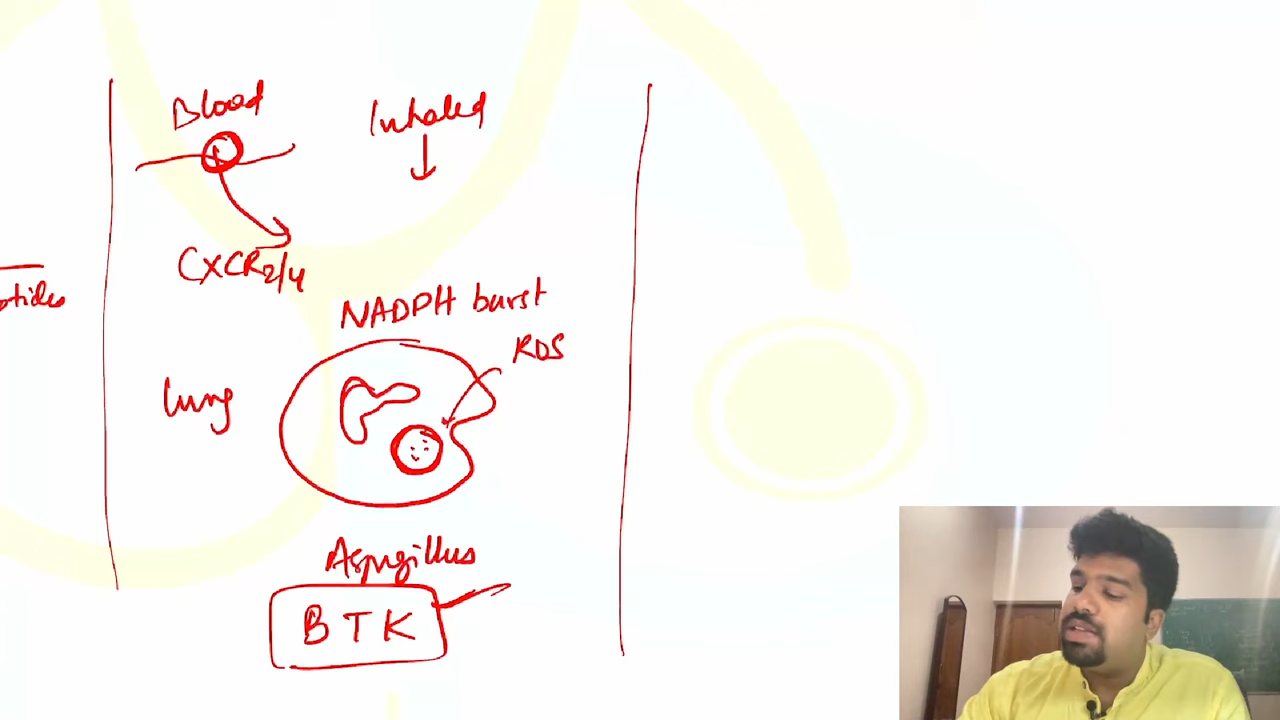 Blood
Inhaled
CXCR2/4
NADPH burst
ROS
Lung
Aspergillus
BTK